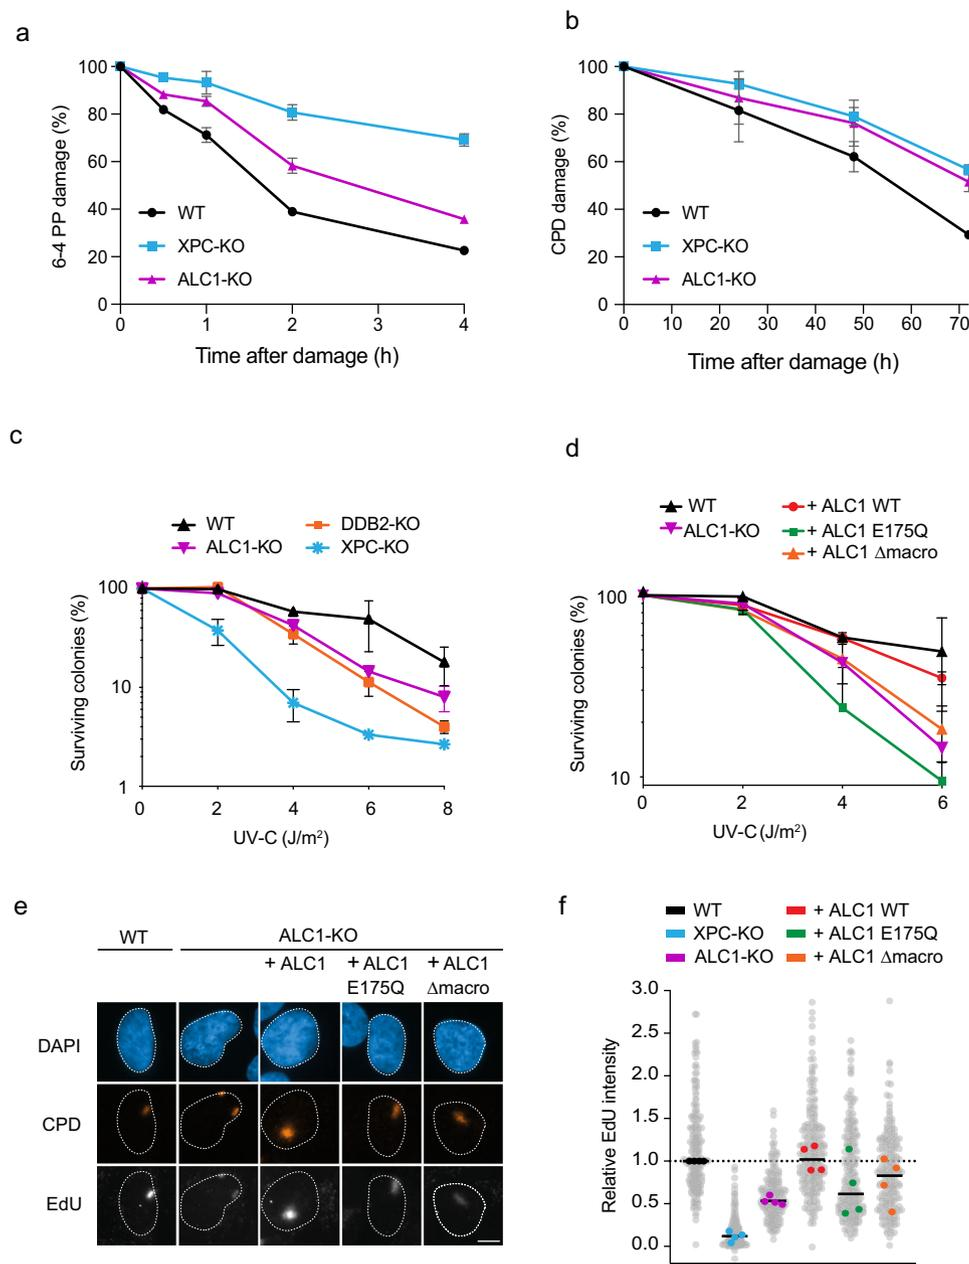 a
6-4 PP damage (%)
100
80
60
40
20
0
WT
XPC-KO
ALC1-KO
0 1 2 3 4
Time after damage (h)
b
CPD damage (%)
100
80
60
40
20
0
WT
XPC-KO
ALC1-KO
0 10 20 30 40 50 60 70
Time after damage (h)
c
WT DDB2-KO
ALC1-KO XPC-KO
Surviving colonies (%)
100
10
1
0 2 4 6 8
UV-C (J/m²)
d
WT + ALC1 WT
ALC1-KO + ALC1 E175Q
+ ALC1 Δmacro
Surviving colonies (%)
100
10
0 2 4 6
UV-C (J/m²)
e
WT ALC1-KO
+ ALC1 + ALC1 + ALC1
E175Q Δmacro
DAPI
CPD
EdU
f
WT + ALC1 WT
XPC-KO + ALC1 E175Q
ALC1-KO + ALC1 Δmacro
Relative EdU intensity
3.0
2.5
2.0
1.5
1.0
0.5
0.0